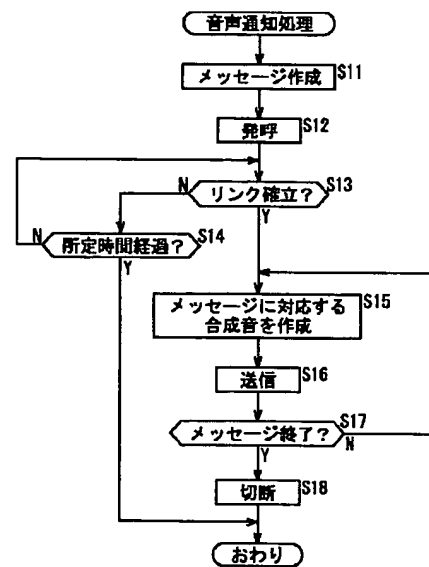 音声通知処理
メッセージ作成 S11
発呼 S12
N リンク確立? S13
Y
N 所定時間経過? S14
Y
メッセージに対応する S15
合成音を作成
送信 S16
メッセージ終了? S17
Y N
切断 S18
おわり